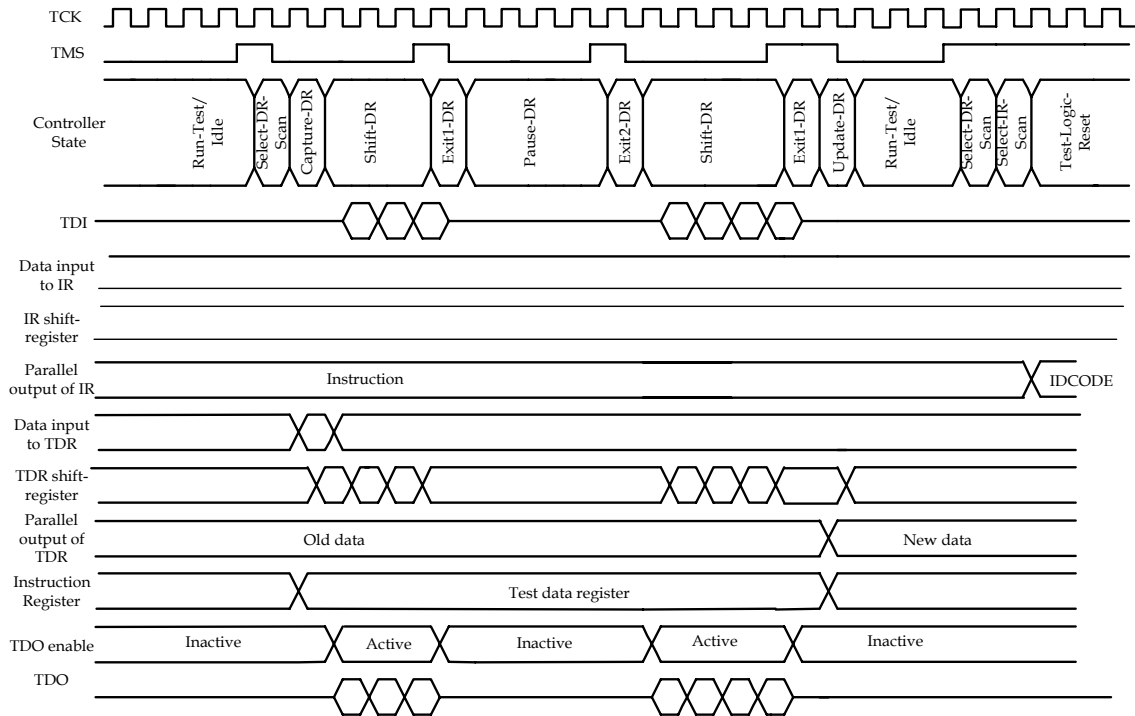 TCK
TMS
Controller
State
Run-Test/
Idle
Select-DR-
Scan
Capture-DR
Shift-DR
Exit1-DR
Pause-DR
Exit2-DR
Shift-DR
Exit1-DR
Update-DR
Run-Test/
Idle
Select-DR-
Scan
Select-IR-
Scan
Test-Logic-
Reset
TDI
Data input
to IR
IR shift-
register
Parallel
output of IR
Instruction
IDCODE
Data input
to TDR
TDR shift-
register
Parallel
output of
TDR
Old data
New data
Instruction
Register
Test data register
TDO enable
Inactive
Active
Inactive
Active
Inactive
TDO